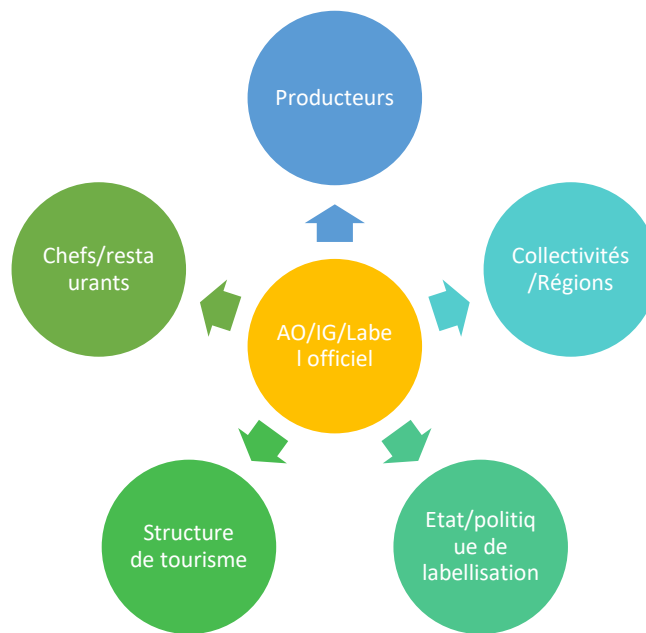 Producteurs
Chefs/resta
urants
Collectivités
/Régions
AO/IG/Labe
l officiel
Structure
de tourisme
Etat/politiq
ue de
labellisation